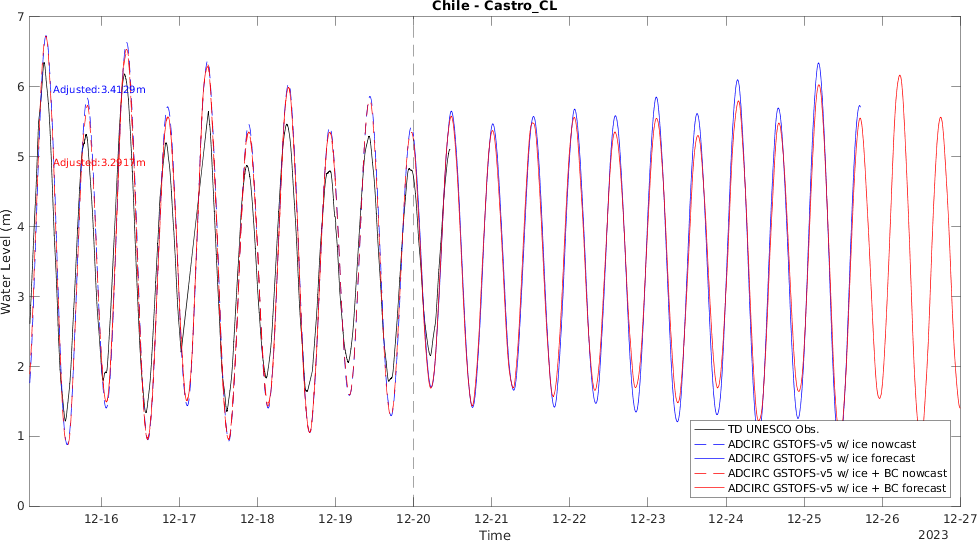 Chile - Castro_CL
7
6
5
4
3
2
1
0
Water Level (m)
Adjusted:3.4129m
Adjusted:3.2917m
TD UNESCO Obs.
ADCIRC GSTOFS-v5 w/ ice nowcast
ADCIRC GSTOFS-v5 w/ ice forecast
ADCIRC GSTOFS-v5 w/ ice + BC nowcast
ADCIRC GSTOFS-v5 w/ ice + BC forecast
12-16 12-17 12-18 12-19 12-20 12-21 12-22 12-23 12-24 12-25 12-26 12-27
Time
2023